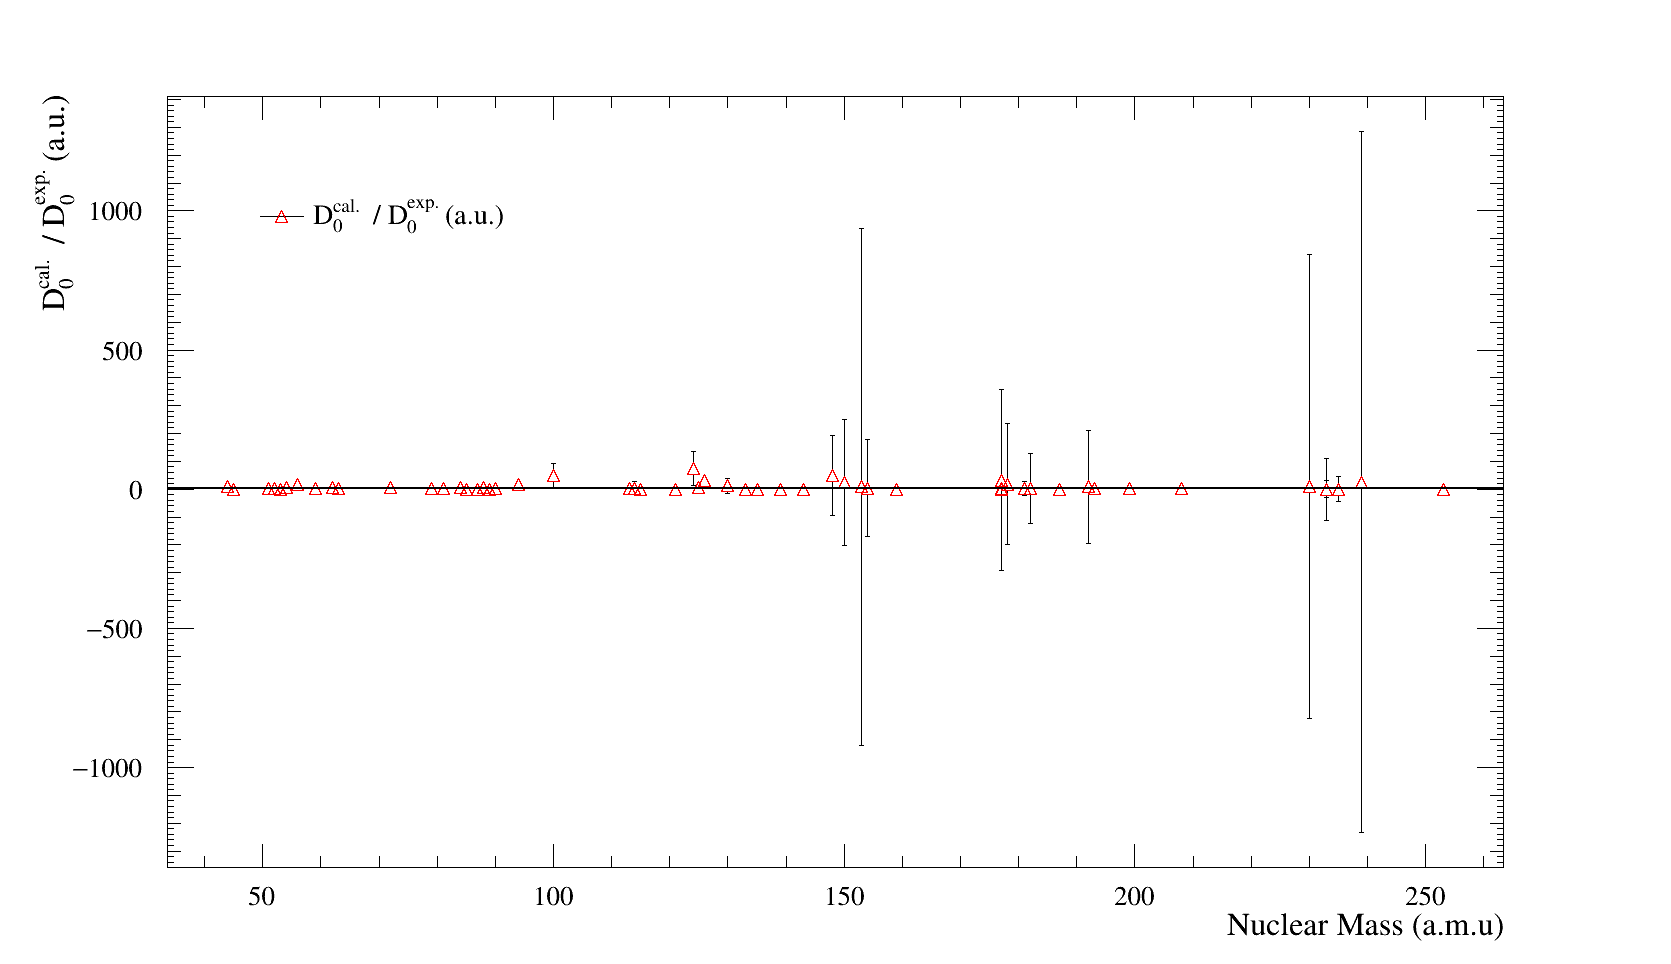 D0cal. / D0exp. (a.u.)
1000
500
0
−500
−1000
D0cal. / D0exp. (a.u.)
50 100 150 200 250
Nuclear Mass (a.m.u)